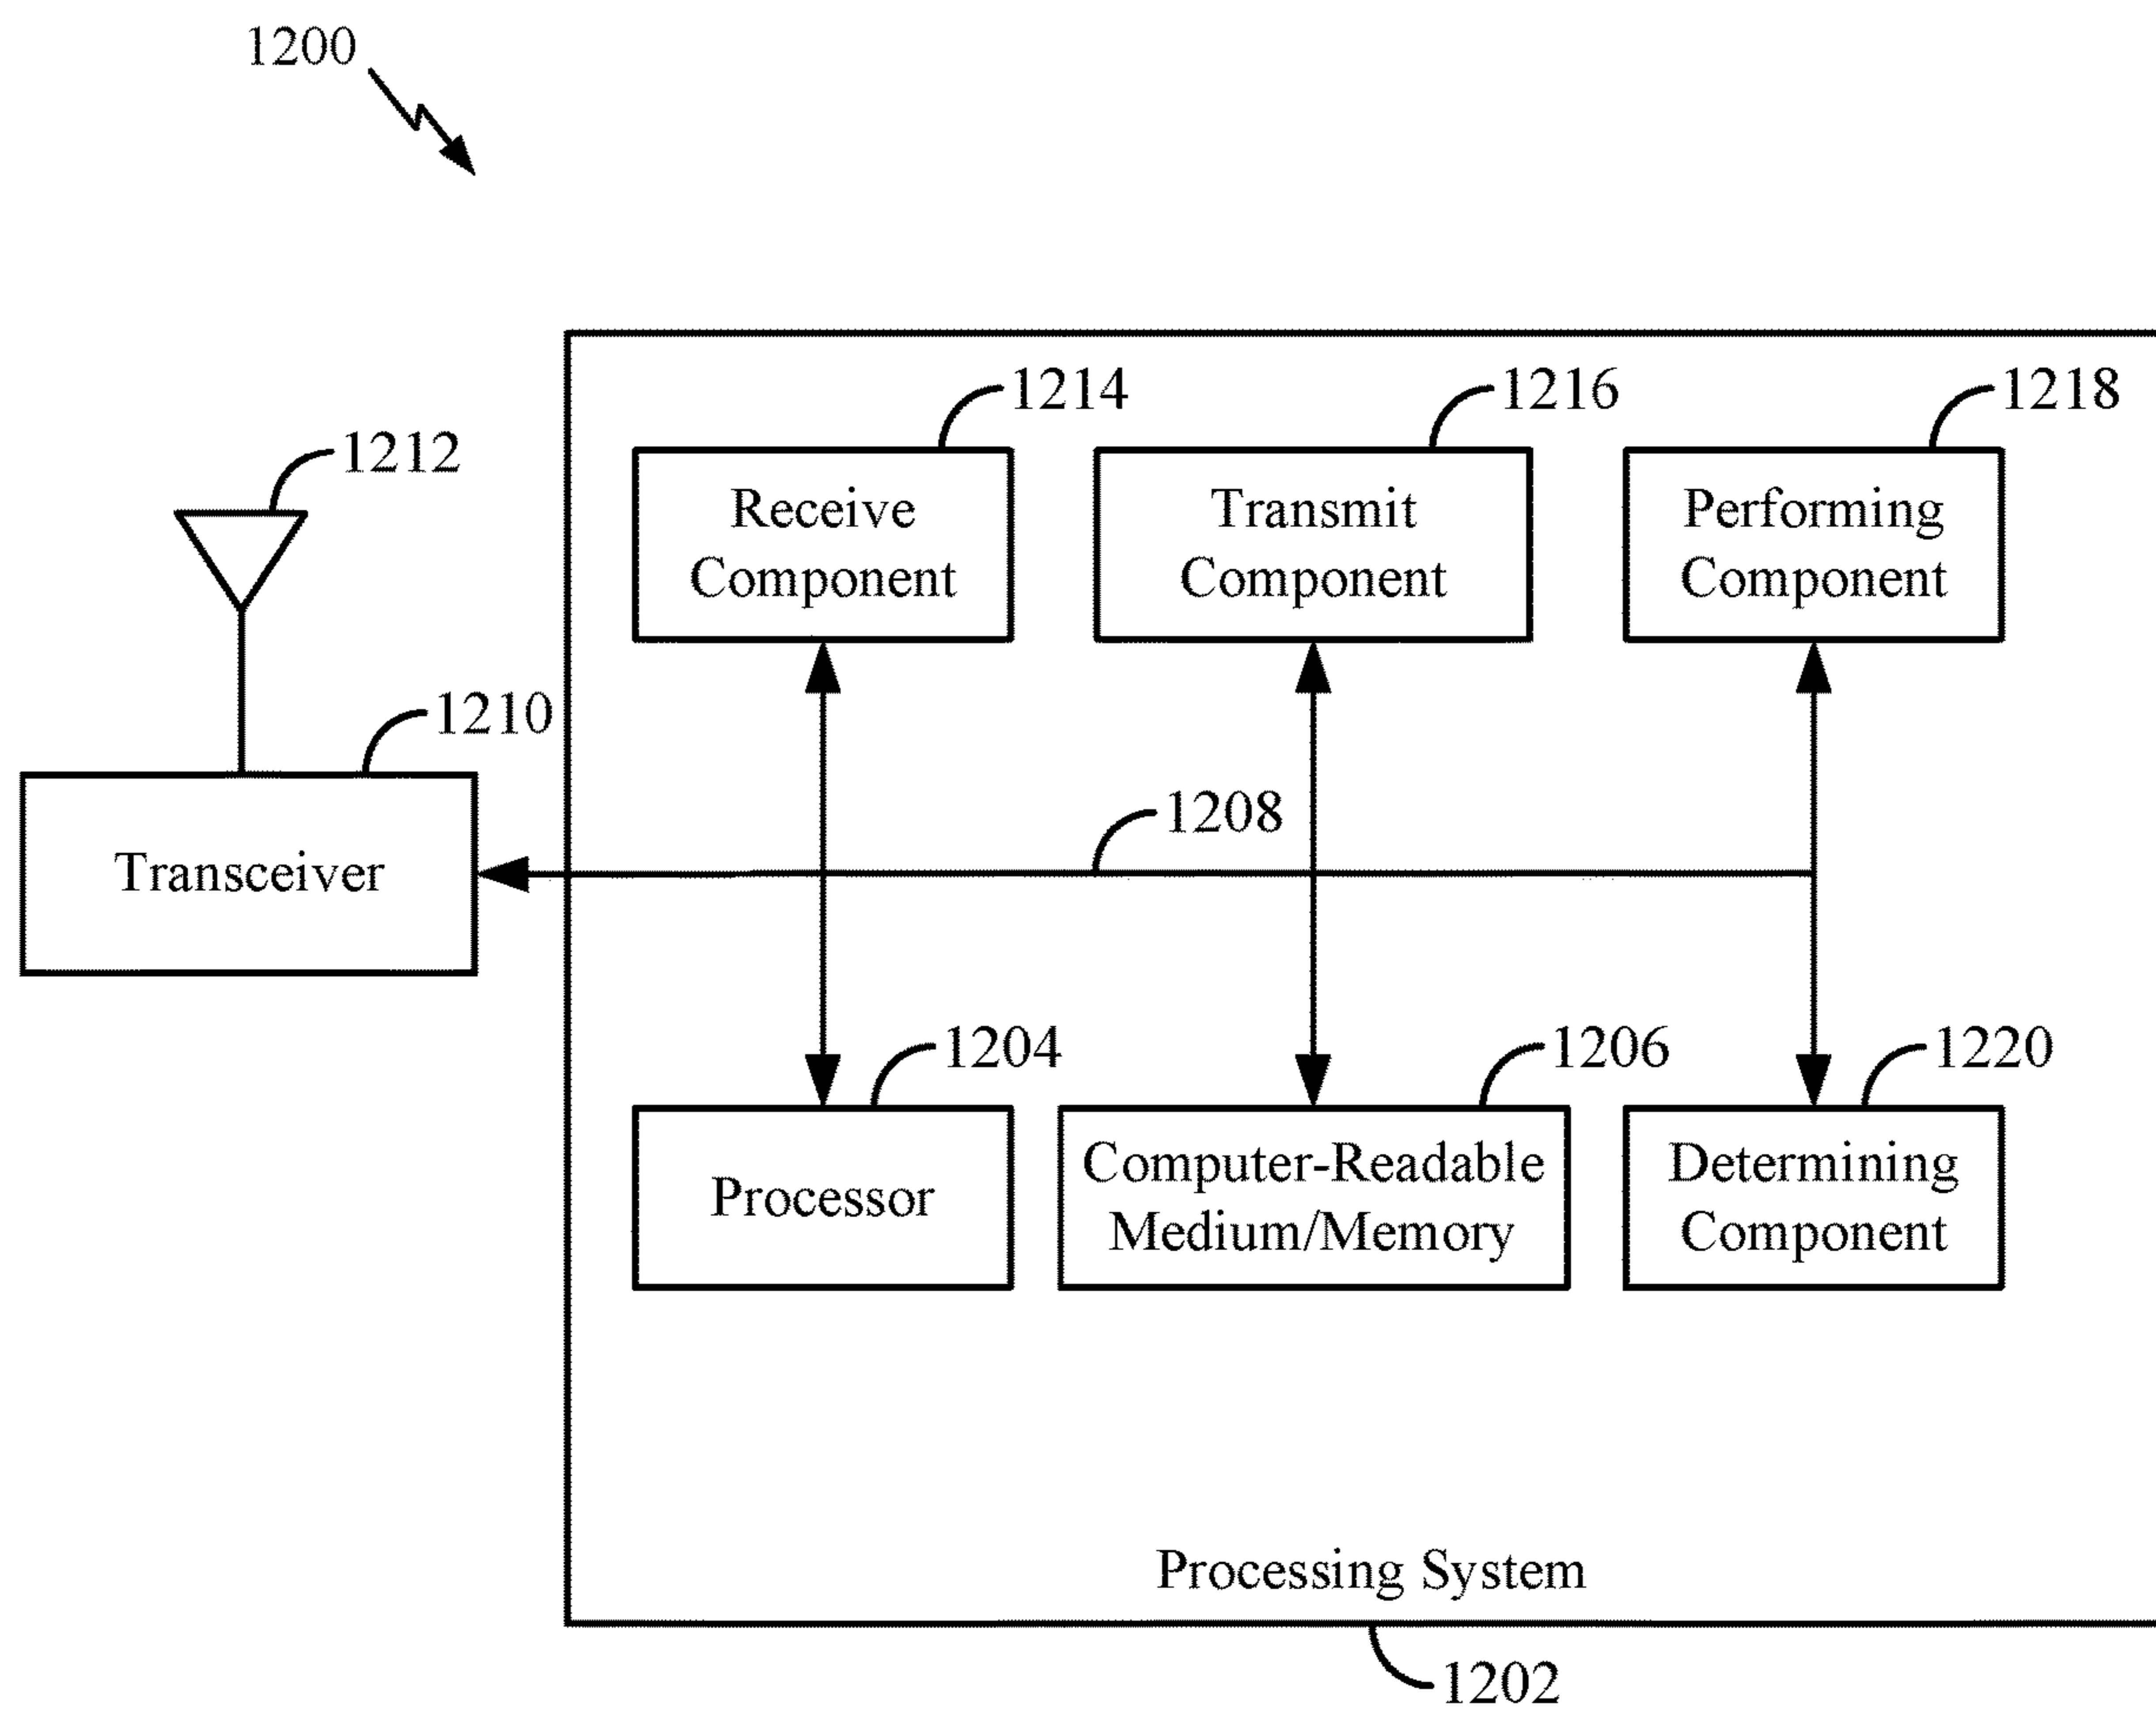 1200
1214
1216
1218
1212
Receive
Component
Transmit
Component
Performing
Component
1210
1208
Transceiver
1204
1206
1220
Processor
Computer-Readable
Medium/Memory
Determining
Component
Processing System
1202